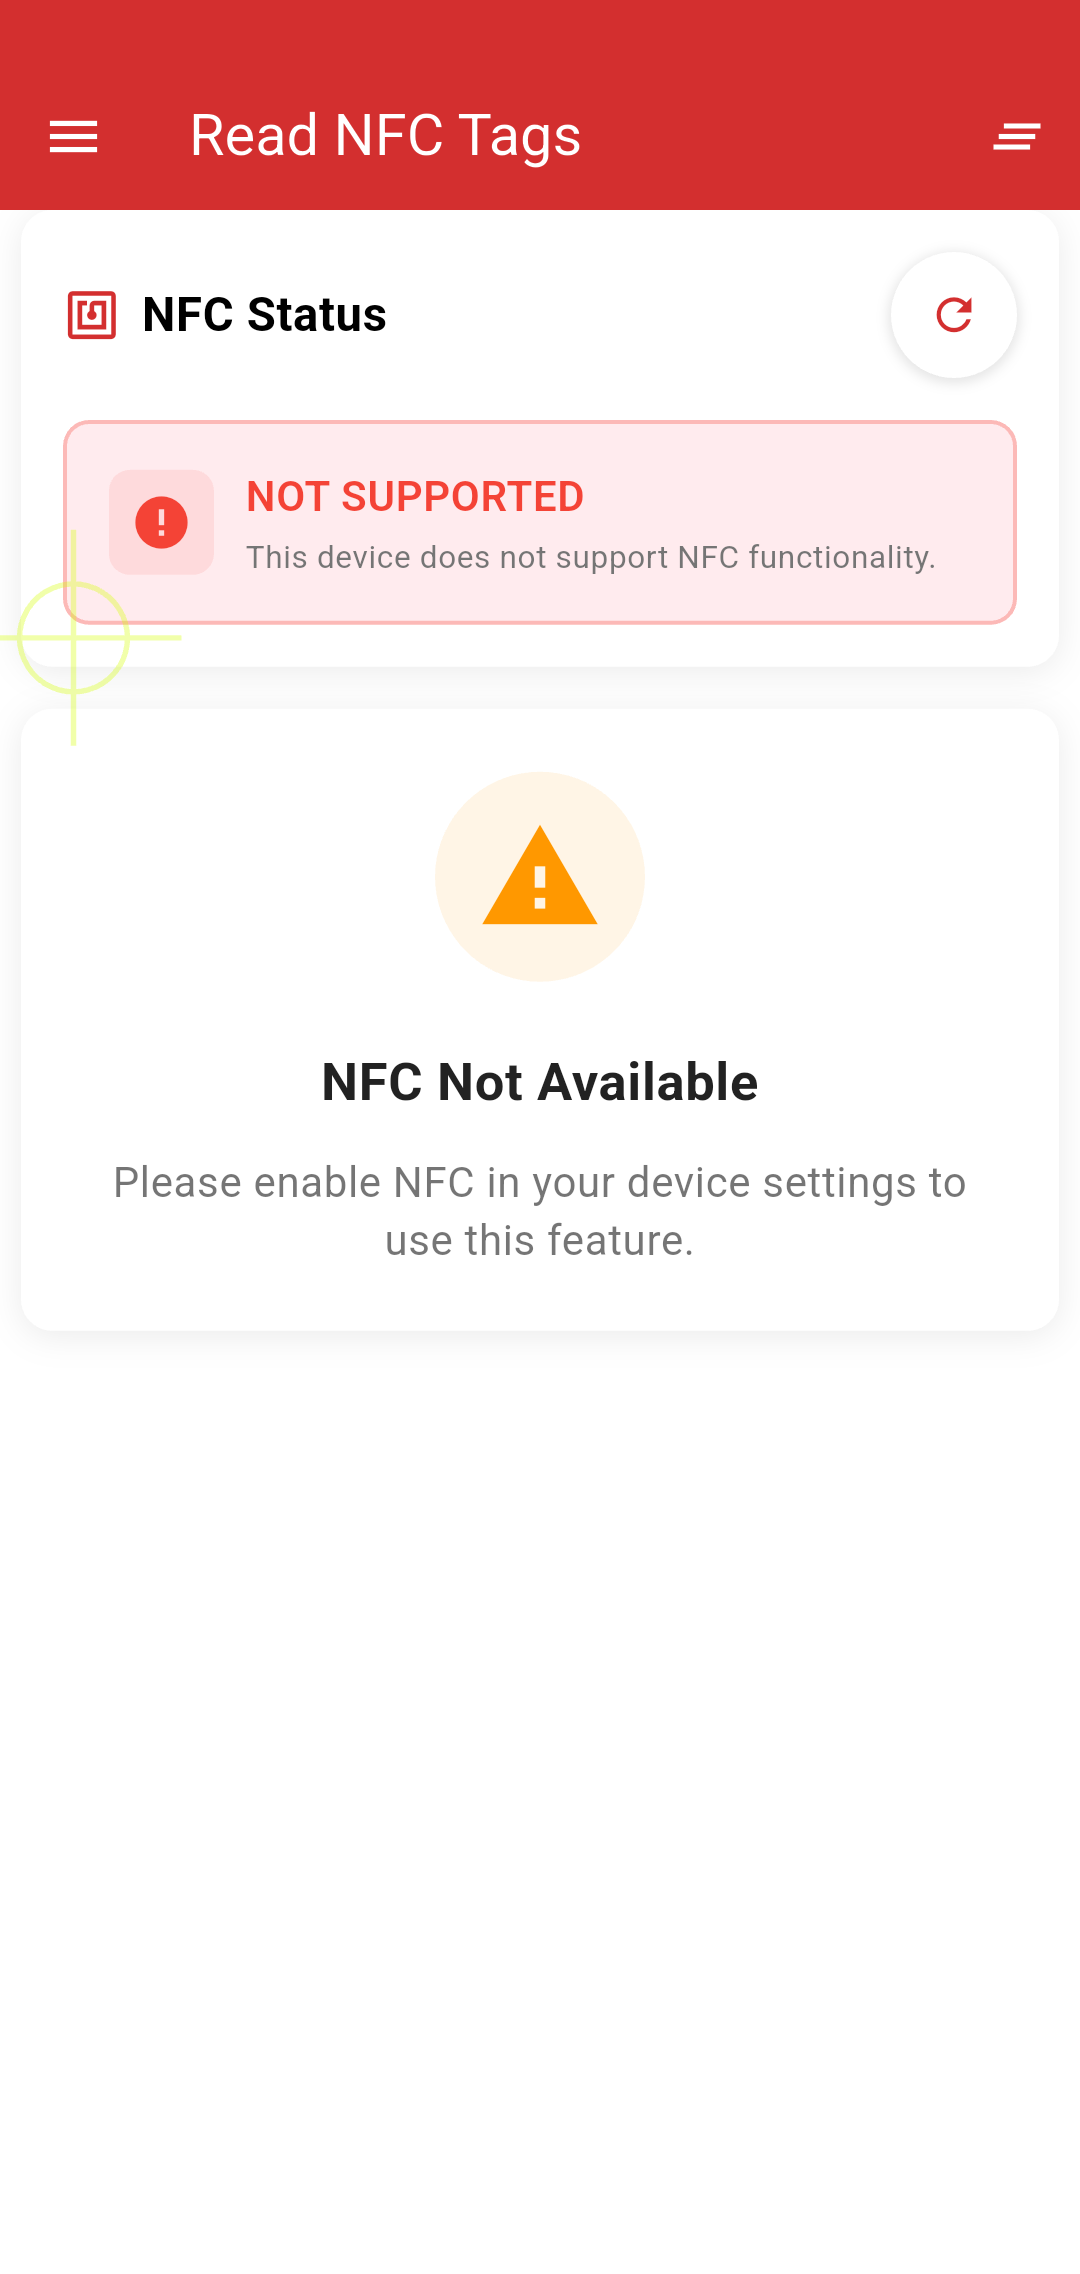 Read NFC Tags
NFC Status
NOT SUPPORTED
This device does not support NFC functionality.
NFC Not Available
Please enable NFC in your device settings to
use this feature.